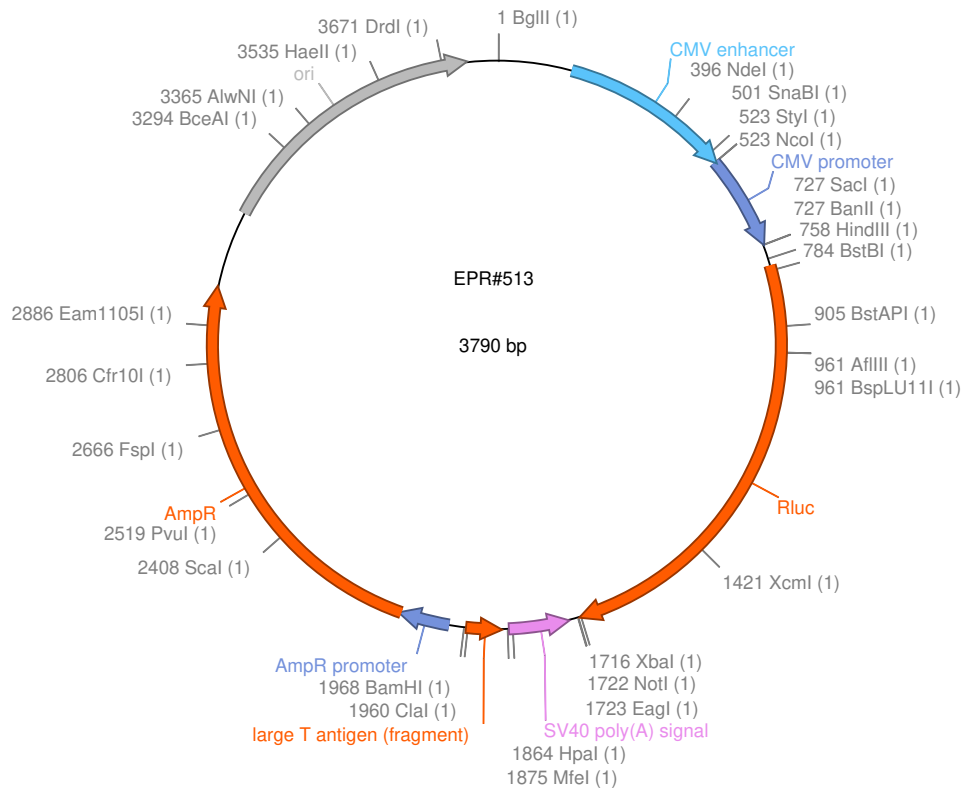 1 BglII (1)
CMV enhancer
396 NdeI (1)
501 SnaBI (1)
523 StyI (1)
523 NcoI (1)
CMV promoter
727 SacI (1)
727 BanII (1)
758 HindIII (1)
784 BstBI (1)
905 BstAPI (1)
961 AflIII (1)
961 BspLU11I (1)
Rluc
1421 XcmI (1)
1716 XbaI (1)
1722 NotI (1)
1723 EagI (1)
SV40 poly(A) signal
1864 HpaI (1)
1875 MfeI (1)
large T antigen (fragment)
1960 ClaI (1)
1968 BamHI (1)
AmpR promoter
2408 ScaI (1)
2519 PvuI (1)
AmpR
2666 FspI (1)
2806 Cfr10I (1)
2886 Eam1105I (1)
3294 BceAI (1)
3365 AlwNI (1)
ori
3535 HaeII (1)
3671 DrdI (1)
EPR#513
3790 bp